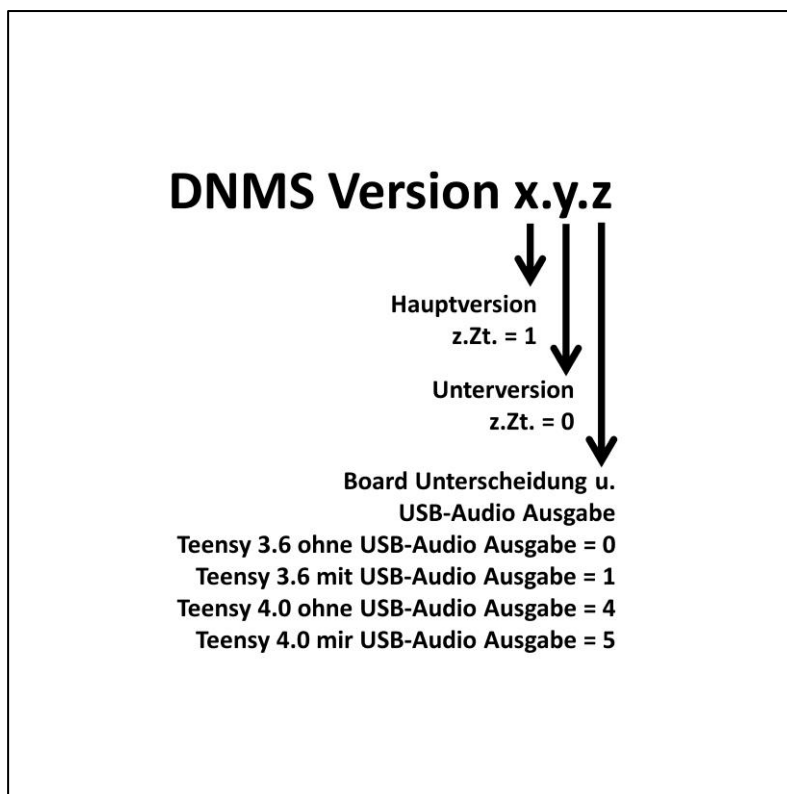 DNMS Version x.y.z
Hauptversion
z.Zt. = 1
Unterversion
z.Zt. = 0
Board Unterscheidung u.
USB-Audio Ausgabe
Teensy 3.6 ohne USB-Audio Ausgabe = 0
Teensy 3.6 mit USB-Audio Ausgabe = 1
Teensy 4.0 ohne USB-Audio Ausgabe = 4
Teensy 4.0 mir USB-Audio Ausgabe = 5